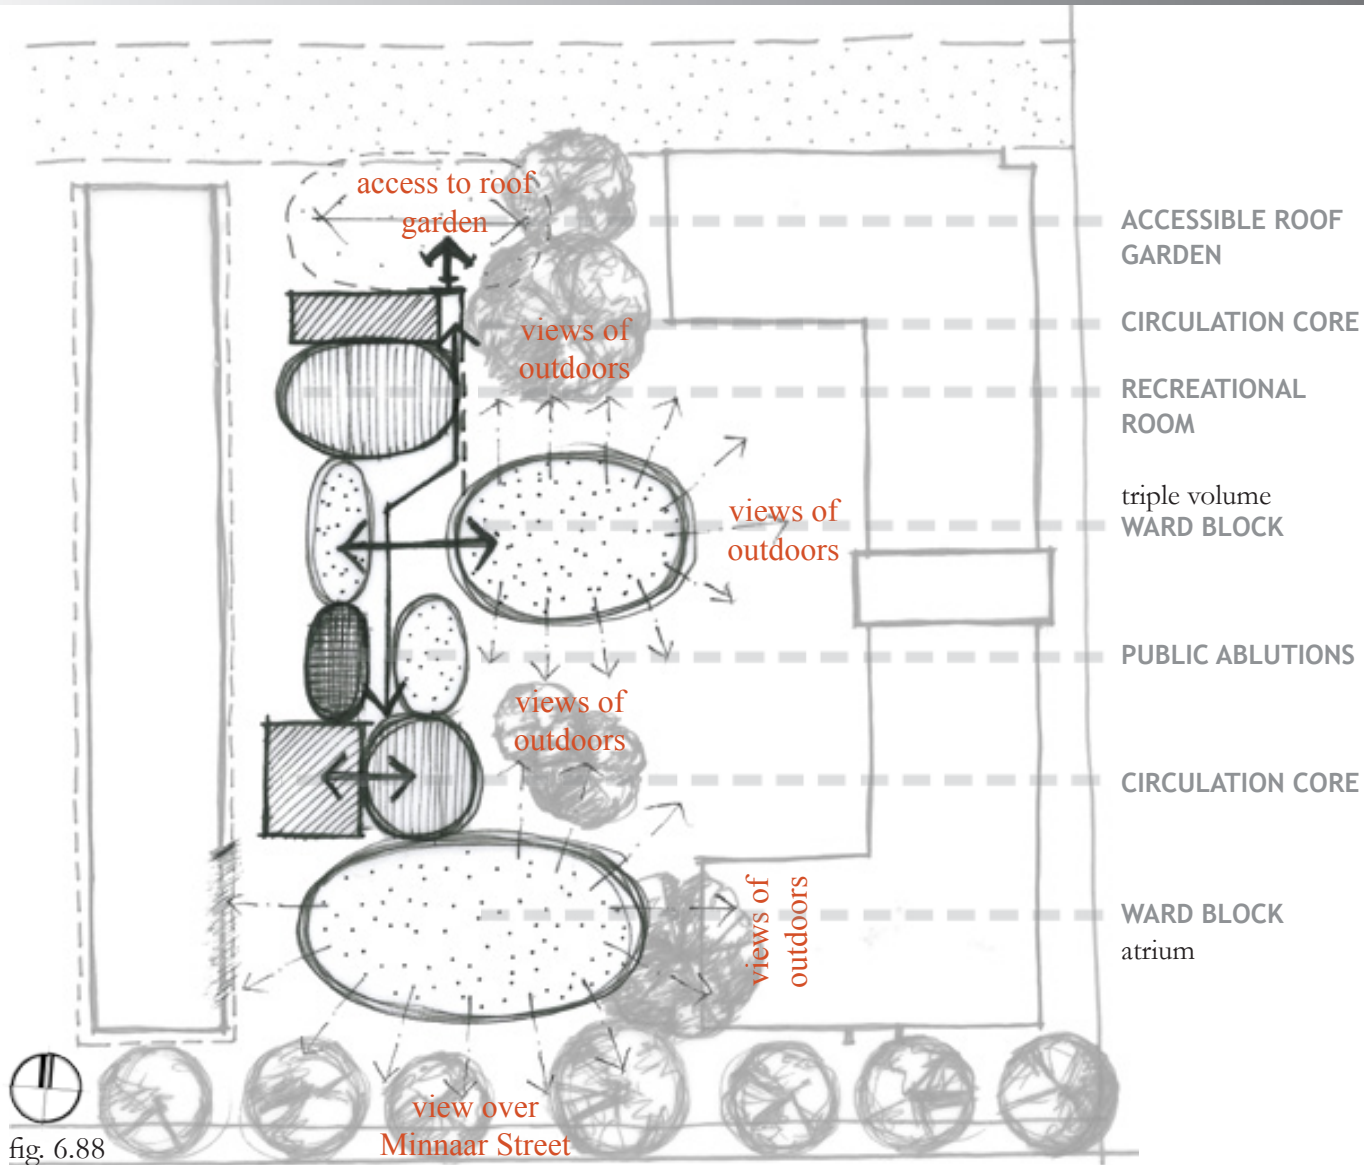 access to roof
garden
ACCESSIBLE ROOF
GARDEN
views of
outdoors
CIRCULATION CORE
RECREATIONAL
ROOM
triple volume
WARD BLOCK
views of
outdoors
PUBLIC ABLUTIONS
views of
outdoors
CIRCULATION CORE
views of
outdoors
WARD BLOCK
atrium
view over
Minnaar Street
fig. 6.88